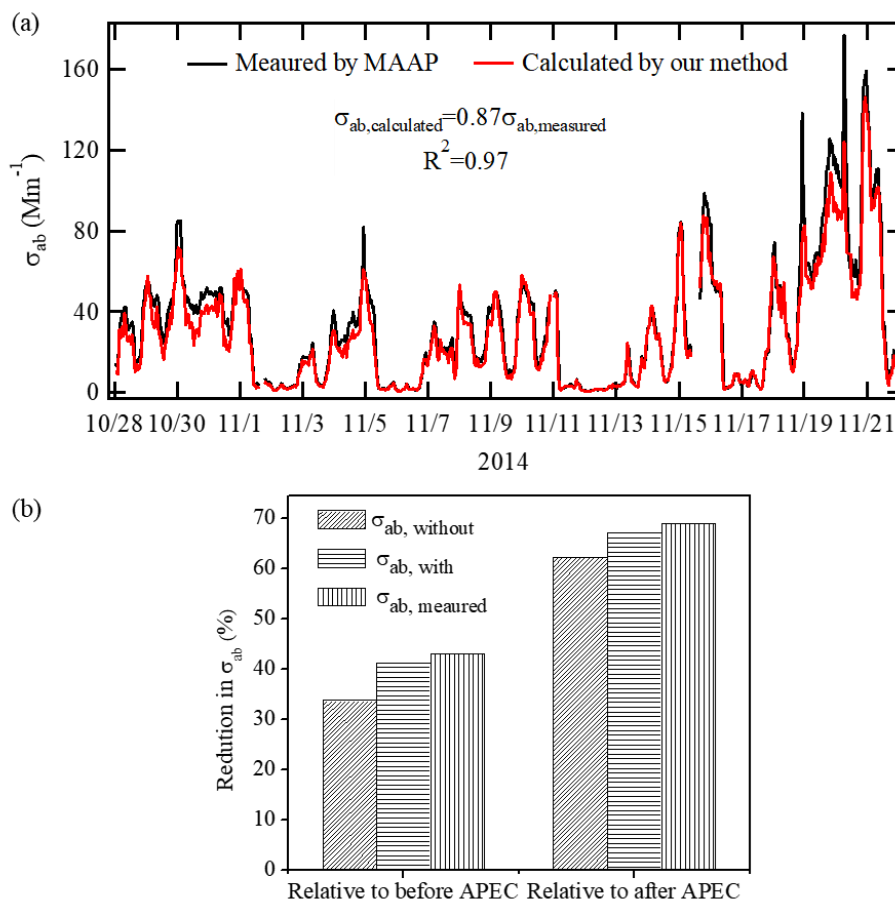 (a)
160
120
80
40
0
σab (Mm-1)
Meaured by MAAP
Calculated by our method
σab,calculated=0.87σab,measured
R2=0.97
10/28 10/30 11/1 11/3 11/5 11/7 11/9 11/11 11/13 11/15 11/17 11/19 11/21
2014
(b)
70
60
50
40
30
20
10
0
Redution in σab (%)
σab, without
σab, with
σab, meaured
Relative to before APEC Relative to after APEC